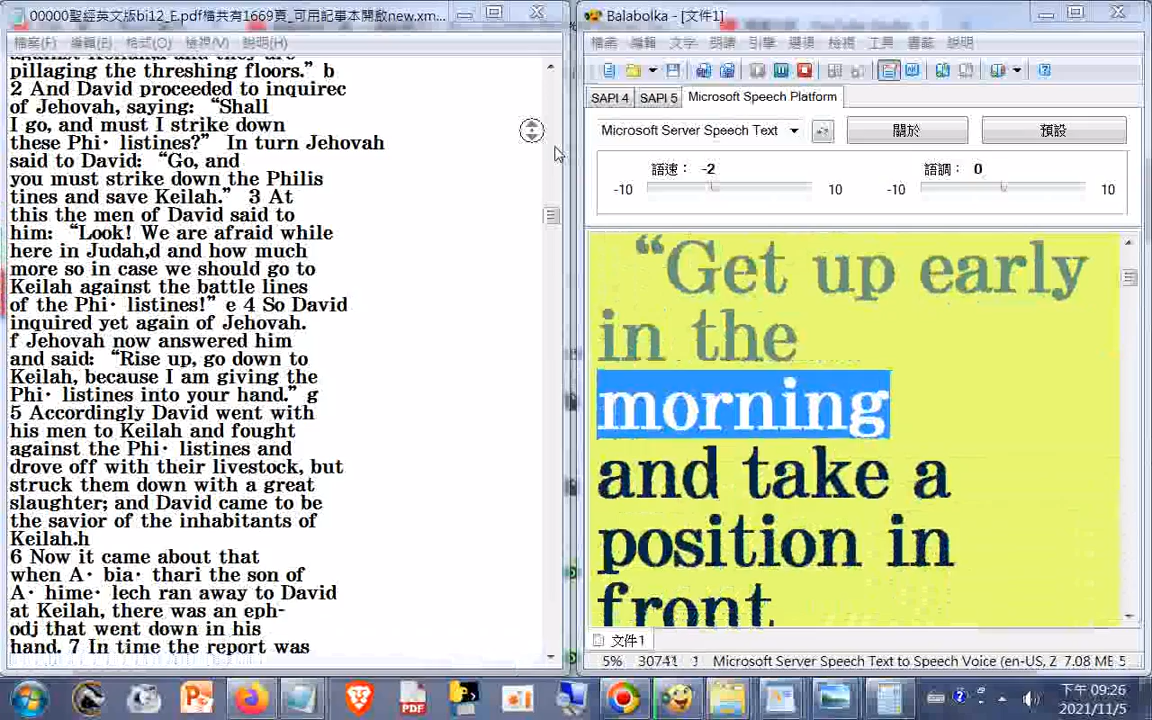 00000聖經英文版bi12_E.pdf檔共有1669頁_可用記事本開啟new.xm...
檔案(F) 編輯(E) 格式(O) 檢視(V) 說明(H)
pillaging the threshing floors.” b
2 And David proceeded to inquirec
of Jehovah, saying: “Shall
I go, and must I strike down
these Phi· listines?” In turn Jehovah
said to David: “Go, and
you must strike down the Philis
tines and save Keilah.” 3 At
this the men of David said to
him: “Look! We are afraid while
here in Judah,d and how much
more so in case we should go to
Keilah against the battle lines
of the Phi· listines!” e 4 So David
inquired yet again of Jehovah.
f Jehovah now answered him
and said: “Rise up, go down to
Keilah, because I am giving the
Phi· listines into your hand.” g
5 Accordingly David went with
his men to Keilah and fought
against the Phi· listines and
drove off with their livestock, but
struck them down with a great
slaughter; and David came to be
the savior of the inhabitants of
Keilah.h
6 Now it came about that
when A· bia· thari the son of
A· hime· lech ran away to David
at Keilah, there was an eph-
odj that went down in his
hand. 7 In time the report was
Balabolka - [文件1]
檔案 編輯 文字 朗讀 引擎 選項 檢視 工具 書籤 說明
SAPI 4 SAPI 5 Microsoft Speech Platform
Microsoft Server Speech Text 關於 預設
語速： -2 語調： 0
-10 10 -10 10
“Get up early
in the
morning
and take a
position in
front
文件1
5% 30741 Microsoft Server Speech Text to Speech Voice (en-US, Z 7.08 MB 5
下午 09:26
2021/11/5